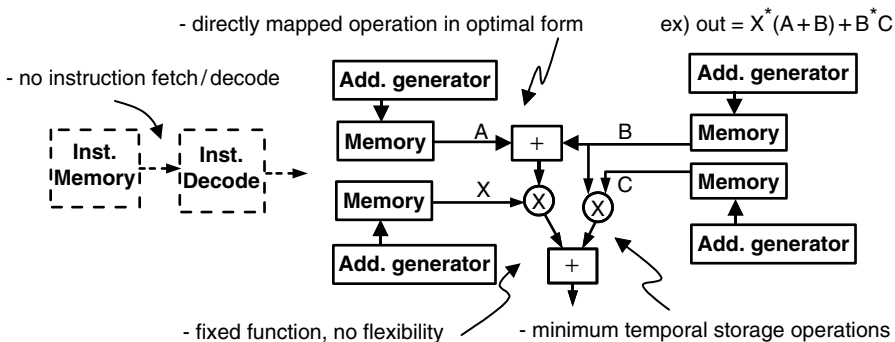 - directly mapped operation in optimal form
ex) out = X*(A+B)+B*C
- no instruction fetch/decode
Add. generator
Add. generator
Memory
A
+
B
Memory
Inst.
Memory
Inst.
Decode
Memory
X
X
X
C
Memory
Add. generator
+
Add. generator
- fixed function, no flexibility
- minimum temporal storage operations